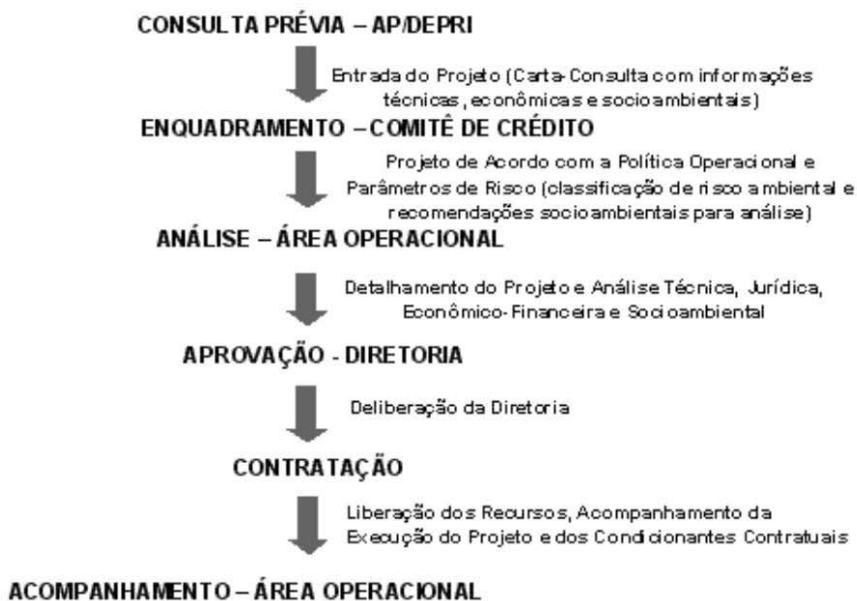 CONSULTA PRÉVIA – AP/DEPRI
Entrada do Projeto (Carta-Consulta com informações
técnicas, econômicas e socioambientais)
ENQUADRAMENTO – COMITÊ DE CRÉDITO
Projeto de Acordo com a Política Operacional e
Parâmetros de Risco (classificação de risco ambiental e
recomendações socioambientais para análise)
ANÁLISE – ÁREA OPERACIONAL
Detalhamento do Projeto e Análise Técnica, Jurídica,
Econômico-Financeira e Socioambiental
APROVAÇÃO - DIRETORIA
Deliberação da Diretoria
CONTRATAÇÃO
Liberação dos Recursos, Acompanhamento da
Execução do Projeto e dos Condicionantes Contratuais
ACOMPANHAMENTO – ÁREA OPERACIONAL